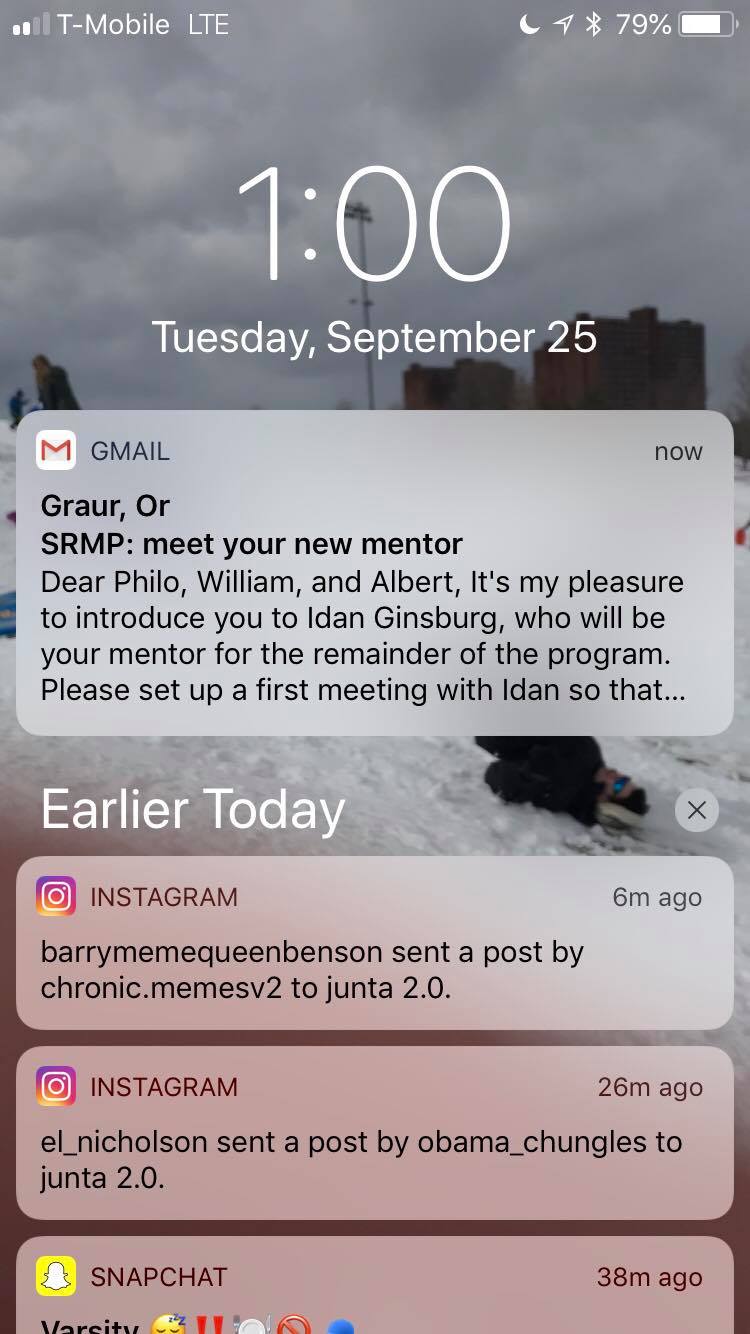 T-Mobile LTE 79%
1:00
Tuesday, September 25
GMAIL now
Graur, Or
SRMP: meet your new mentor
Dear Philo, William, and Albert, It's my pleasure
to introduce you to Idan Ginsburg, who will be
your mentor for the remainder of the program.
Please set up a first meeting with Idan so that...
Earlier Today
INSTAGRAM 6m ago
barrymemequeenbenson sent a post by
chronic.memesv2 to junta 2.0.
INSTAGRAM 26m ago
el_nicholson sent a post by obama_chungles to
junta 2.0.
SNAPCHAT 38m ago
Varsity 😴‼️🍽🚫